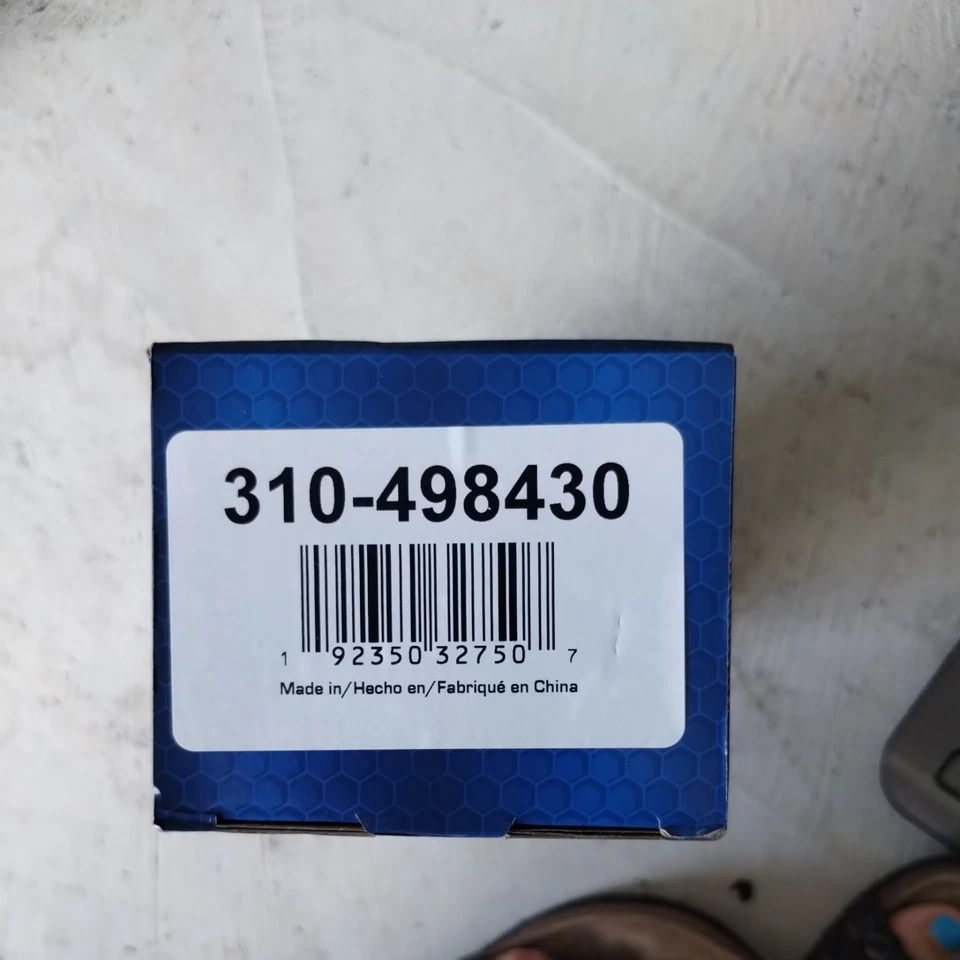 310-498430
1 92350 32750 7
Made in/Hecho en/Fabriqué en China